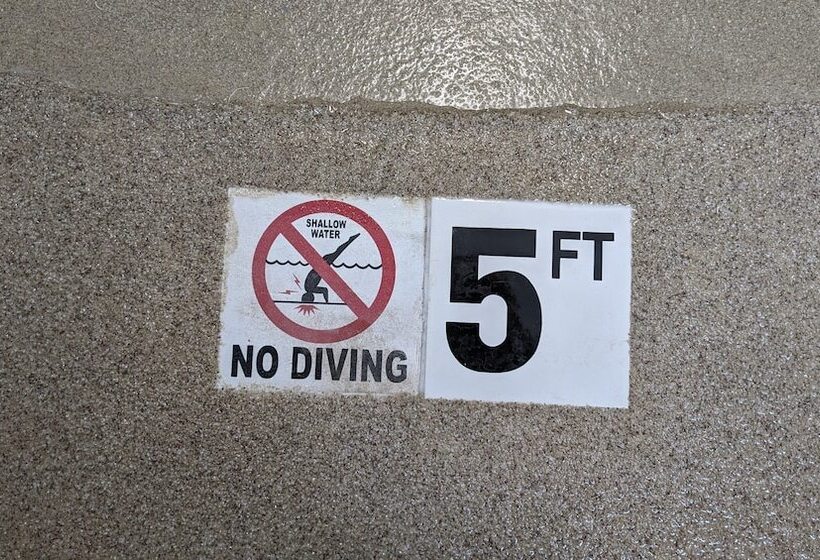 SHALLOW
WATER
NO DIVING
5 FT